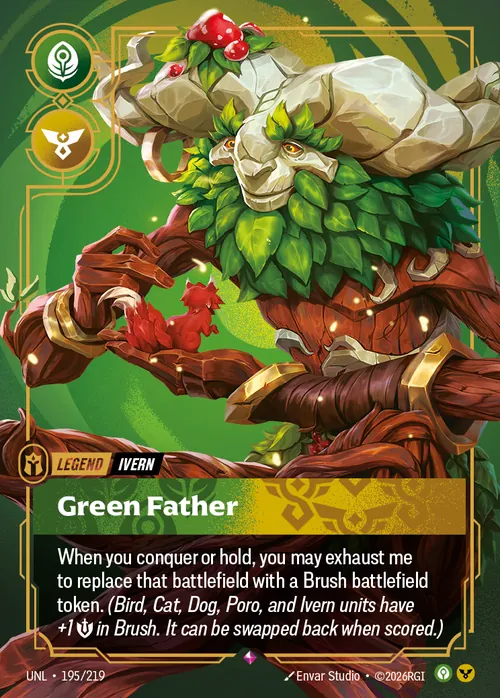 LEGEND IVERN
Green Father
When you conquer or hold, you may exhaust me
to replace that battlefield with a Brush battlefield
token. (Bird, Cat, Dog, Poro, and Ivern units have
+1 in Brush. It can be swapped back when scored.)
UNL • 195/219
Envar Studio • ©2026RGI